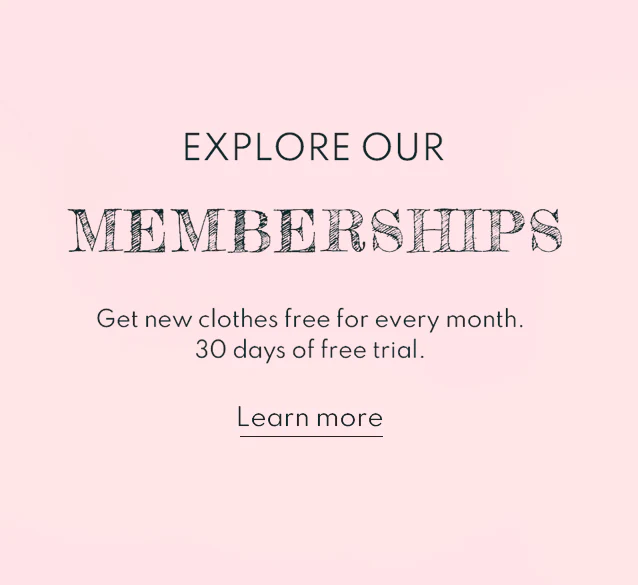 EXPLORE OUR
MEMBERSHIPS
Get new clothes free for every month.
30 days of free trial.
Learn more